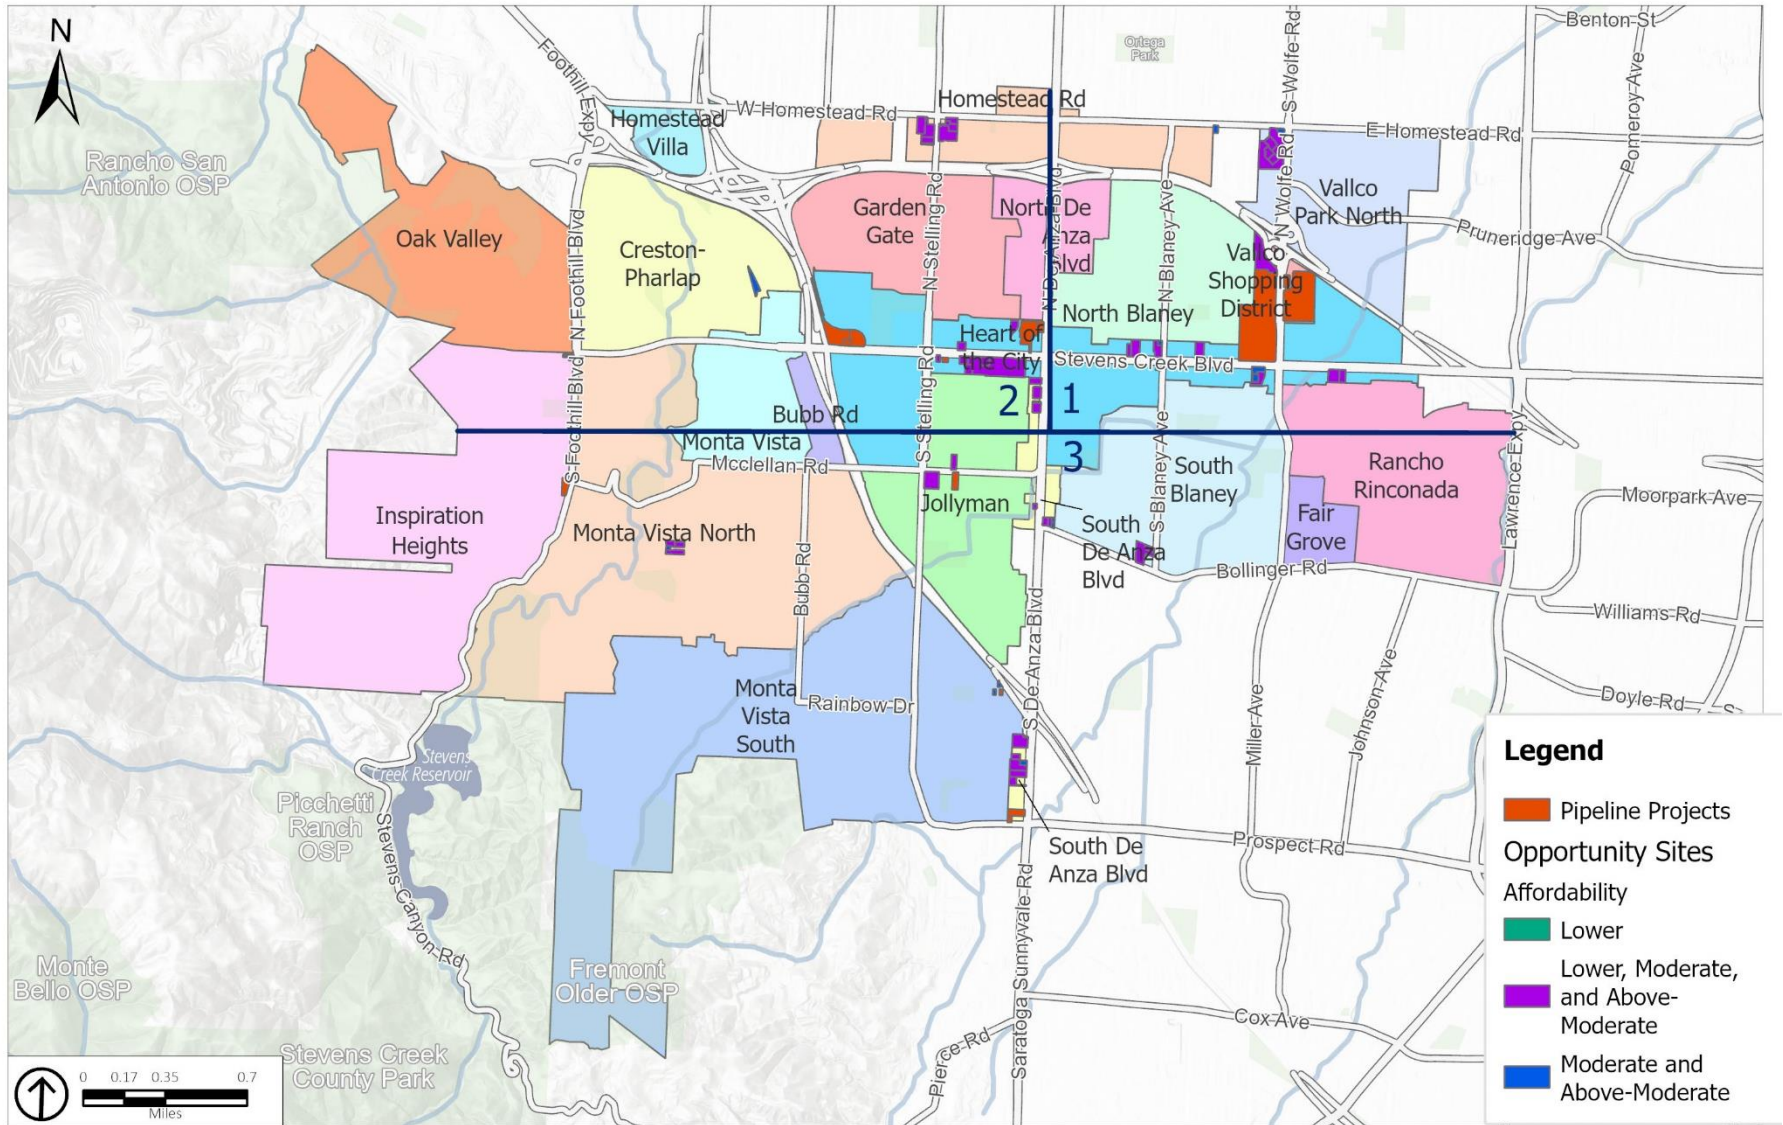 N
Benton St
Ortega
Park
Foothill Expy
S Wolfe Rd
Pomeroy Ave
W Homestead Rd
Homestead Rd
E Homestead Rd
Homestead
Villa
Rancho San
Antonio OSP
Vallco
Park North
Garden
Gate
North De
Anza
Blvd
N De Anza Blvd
N Stelling Rd
N Blaney Ave
N Wolfe Rd
Pruneridge Ave
Oak Valley
Creston-
Pharlap
N Foothill Blvd
Vallco
Shopping
District
North Blaney
Heart of
the City
Stevens Creek Blvd
2
1
3
S Foothill Blvd
Bubb Rd
Monta Vista
Mcclellan Rd
S Stelling Rd
S Blaney Ave
South
Blaney
Rancho
Rinconada
Lawrence Expy
Moorpark Ave
Inspiration
Heights
Monta Vista North
Jollyman
South
De Anza
Blvd
Fair
Grove
Bollinger Rd
Bubb Rd
Williams Rd
S De Anza Blvd
Miller Ave
Johnson Ave
Doyle Rd
Monta
Vista
South
Rainbow Dr
Stevens
Creek Reservoir
Picchetti
Ranch
OSP
Stevens Canyon Rd
South De
Anza Blvd
Prospect Rd
Saratoga Sunnyvale Rd
Monte
Bello OSP
Fremont
Older OSP
Cox Ave
Pierce Rd
Stevens Creek
County Park
0 0.17 0.35 0.7
Miles
Legend
Pipeline Projects
Opportunity Sites
Affordability
Lower
Lower, Moderate,
and Above-
Moderate
Moderate and
Above-Moderate